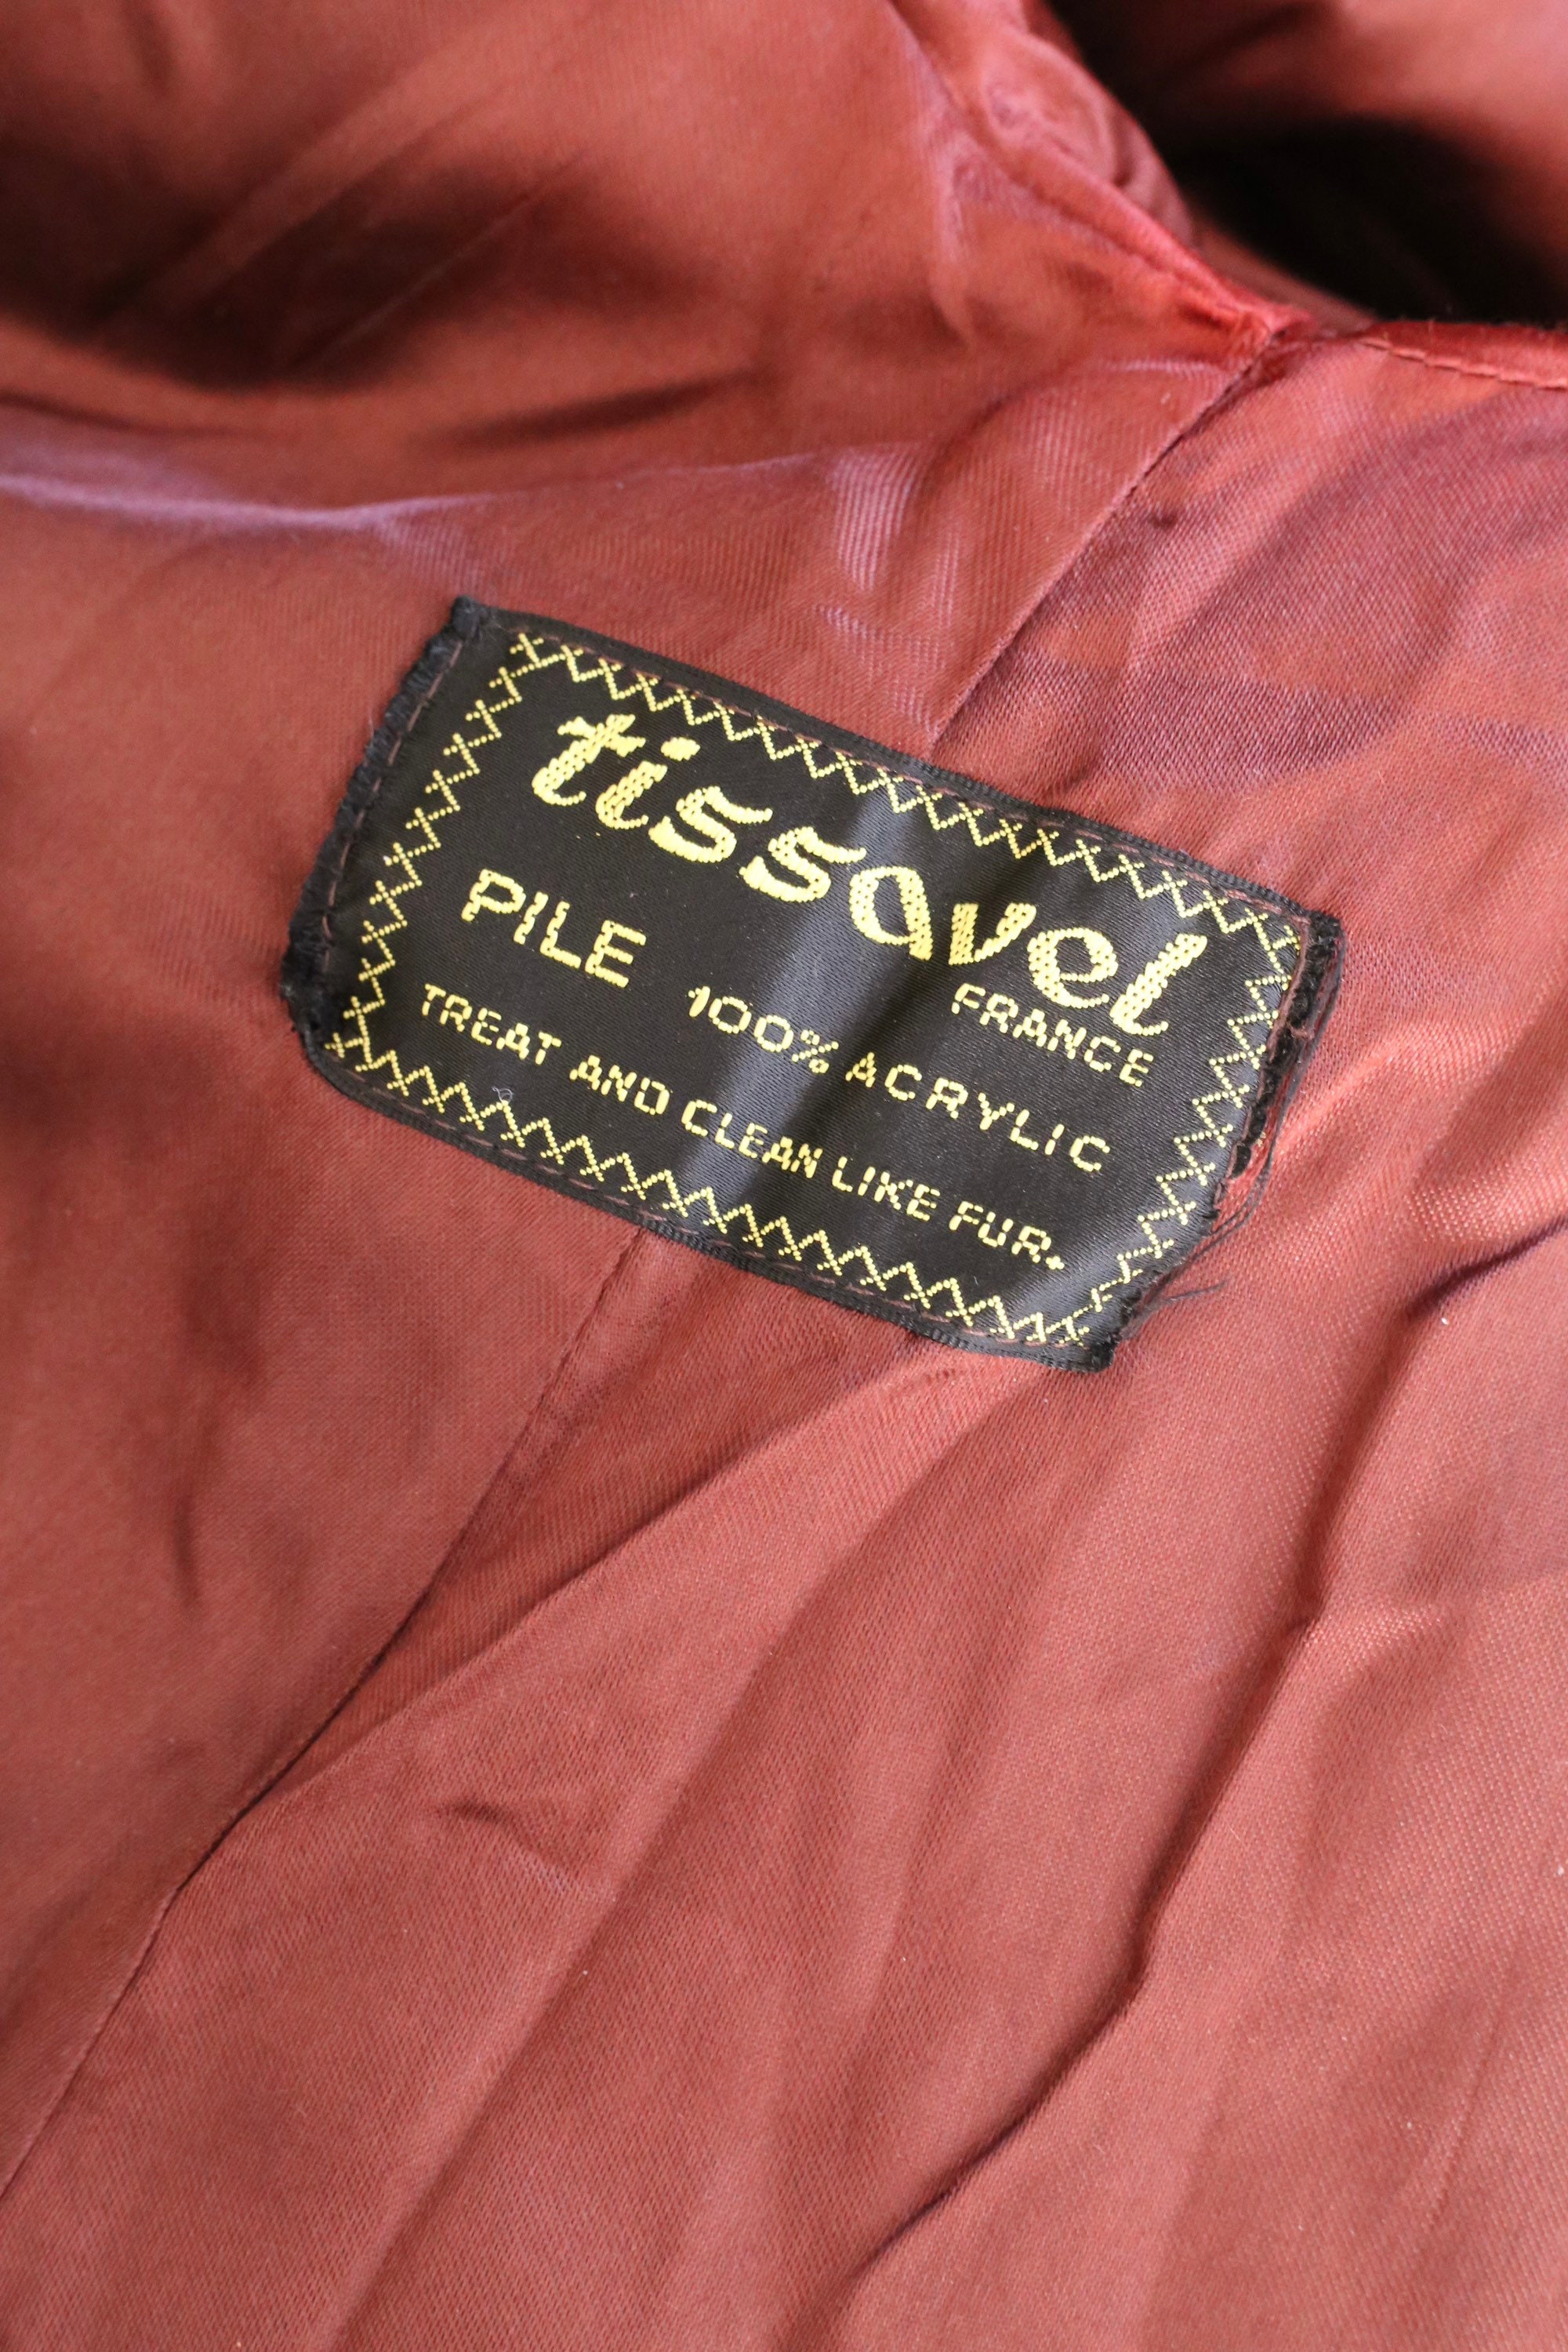 tissavel
FRANCE
PILE 100% ACRYLIC
TREAT AND CLEAN LIKE FUR.